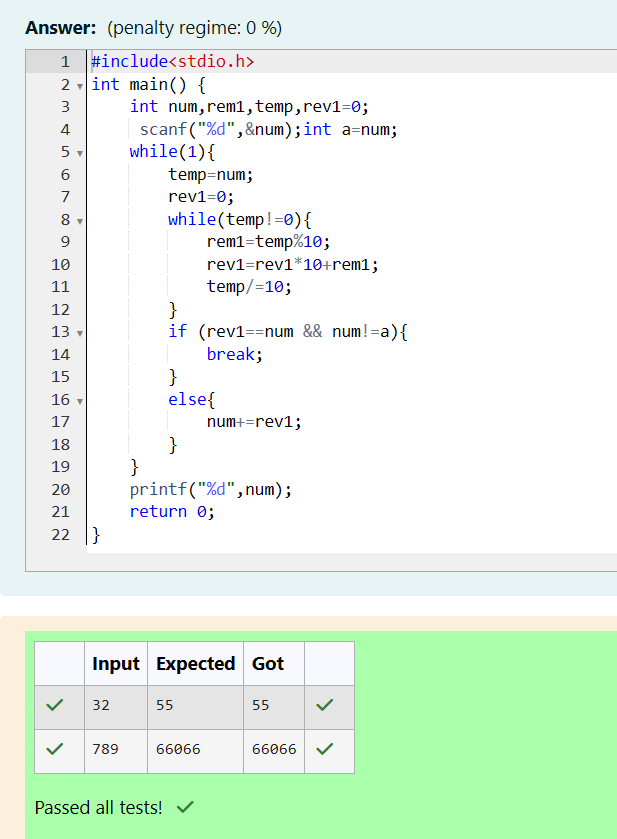 Answer: (penalty regime: 0 %)
1 #include<stdio.h>
2 int main() {
3     int num,rem1,temp,rev1=0;
4      scanf("%d",&num);int a=num;
5     while(1){
6         temp=num;
7         rev1=0;
8         while(temp!=0){
9             rem1=temp%10;
10             rev1=rev1*10+rem1;
11             temp/=10;
12         }
13         if (rev1==num && num!=a){
14             break;
15         }
16         else{
17             num+=rev1;
18         }
19     }
20     printf("%d",num);
21     return 0;
22 }
Input Expected Got
32 55 55
789 66066 66066
Passed all tests!